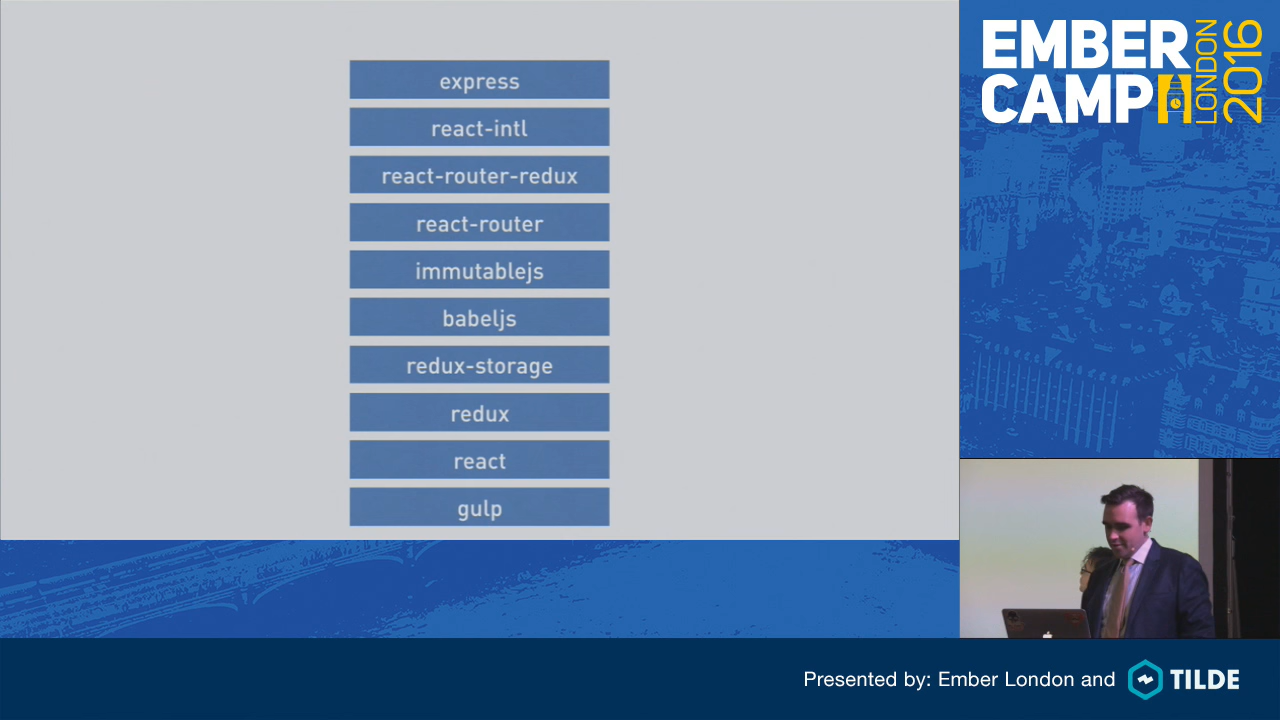 express
react-intl
react-router-redux
react-router
immutablejs
babeljs
redux-storage
redux
react
gulp
EMBER
CAMP
LONDON
2016
Presented by: Ember London and
TILDE